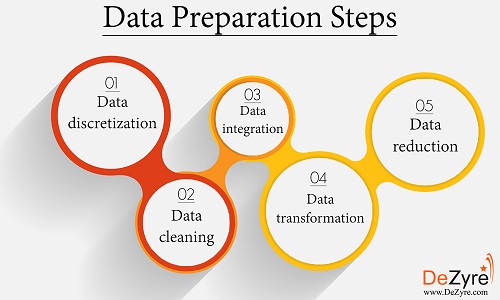 Data Preparation Steps
01
Data
discretization
02
Data
cleaning
03
Data
integration
04
Data
transformation
05
Data
reduction
DeZyre
www.DeZyre.com